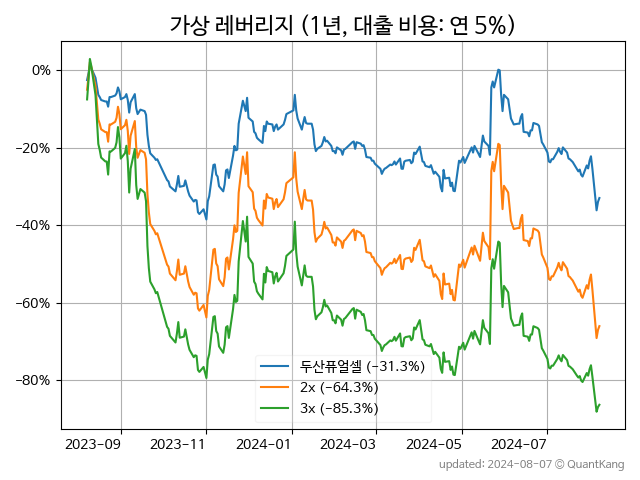 가상 레버리지 (1년, 대출 비용: 연 5%)
0%
−20%
−40%
−60%
−80%
두산퓨얼셀 (−31.3%)
2x (−64.3%)
3x (−85.3%)
2023-09 2023-11 2024-01 2024-03 2024-05 2024-07
updated: 2024-08-07 © QuantKang